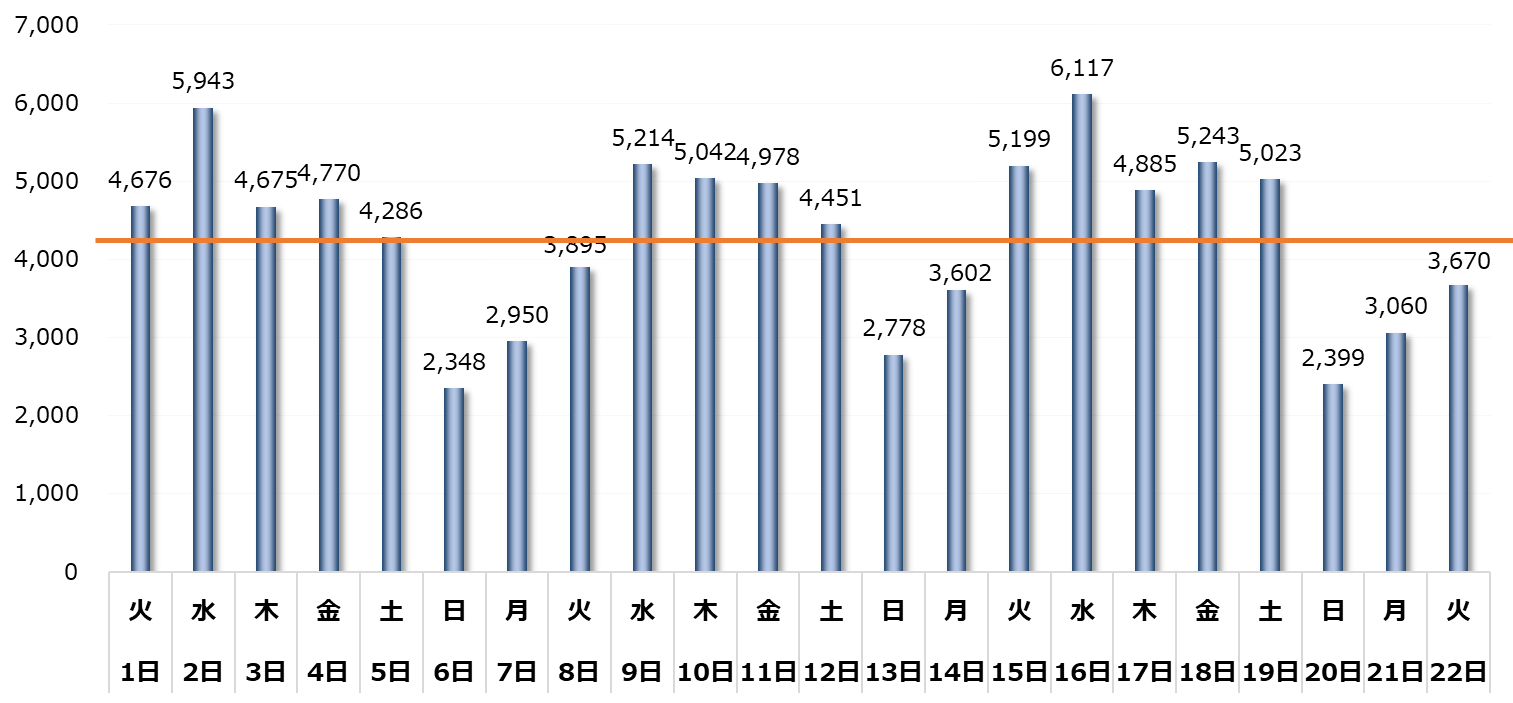 7,000
6,000
5,000
4,000
3,000
2,000
1,000
0
4,676 5,943 4,675 4,770 4,286 2,348 2,950 3,895 5,214 5,042 4,978 4,451 2,778 3,602 5,199 6,117 4,885 5,243 5,023 2,399 3,060 3,670
火 水 木 金 土 日 月 火 水 木 金 土 日 月 火 水 木 金 土 日 月 火
1日 2日 3日 4日 5日 6日 7日 8日 9日 10日 11日 12日 13日 14日 15日 16日 17日 18日 19日 20日 21日 22日